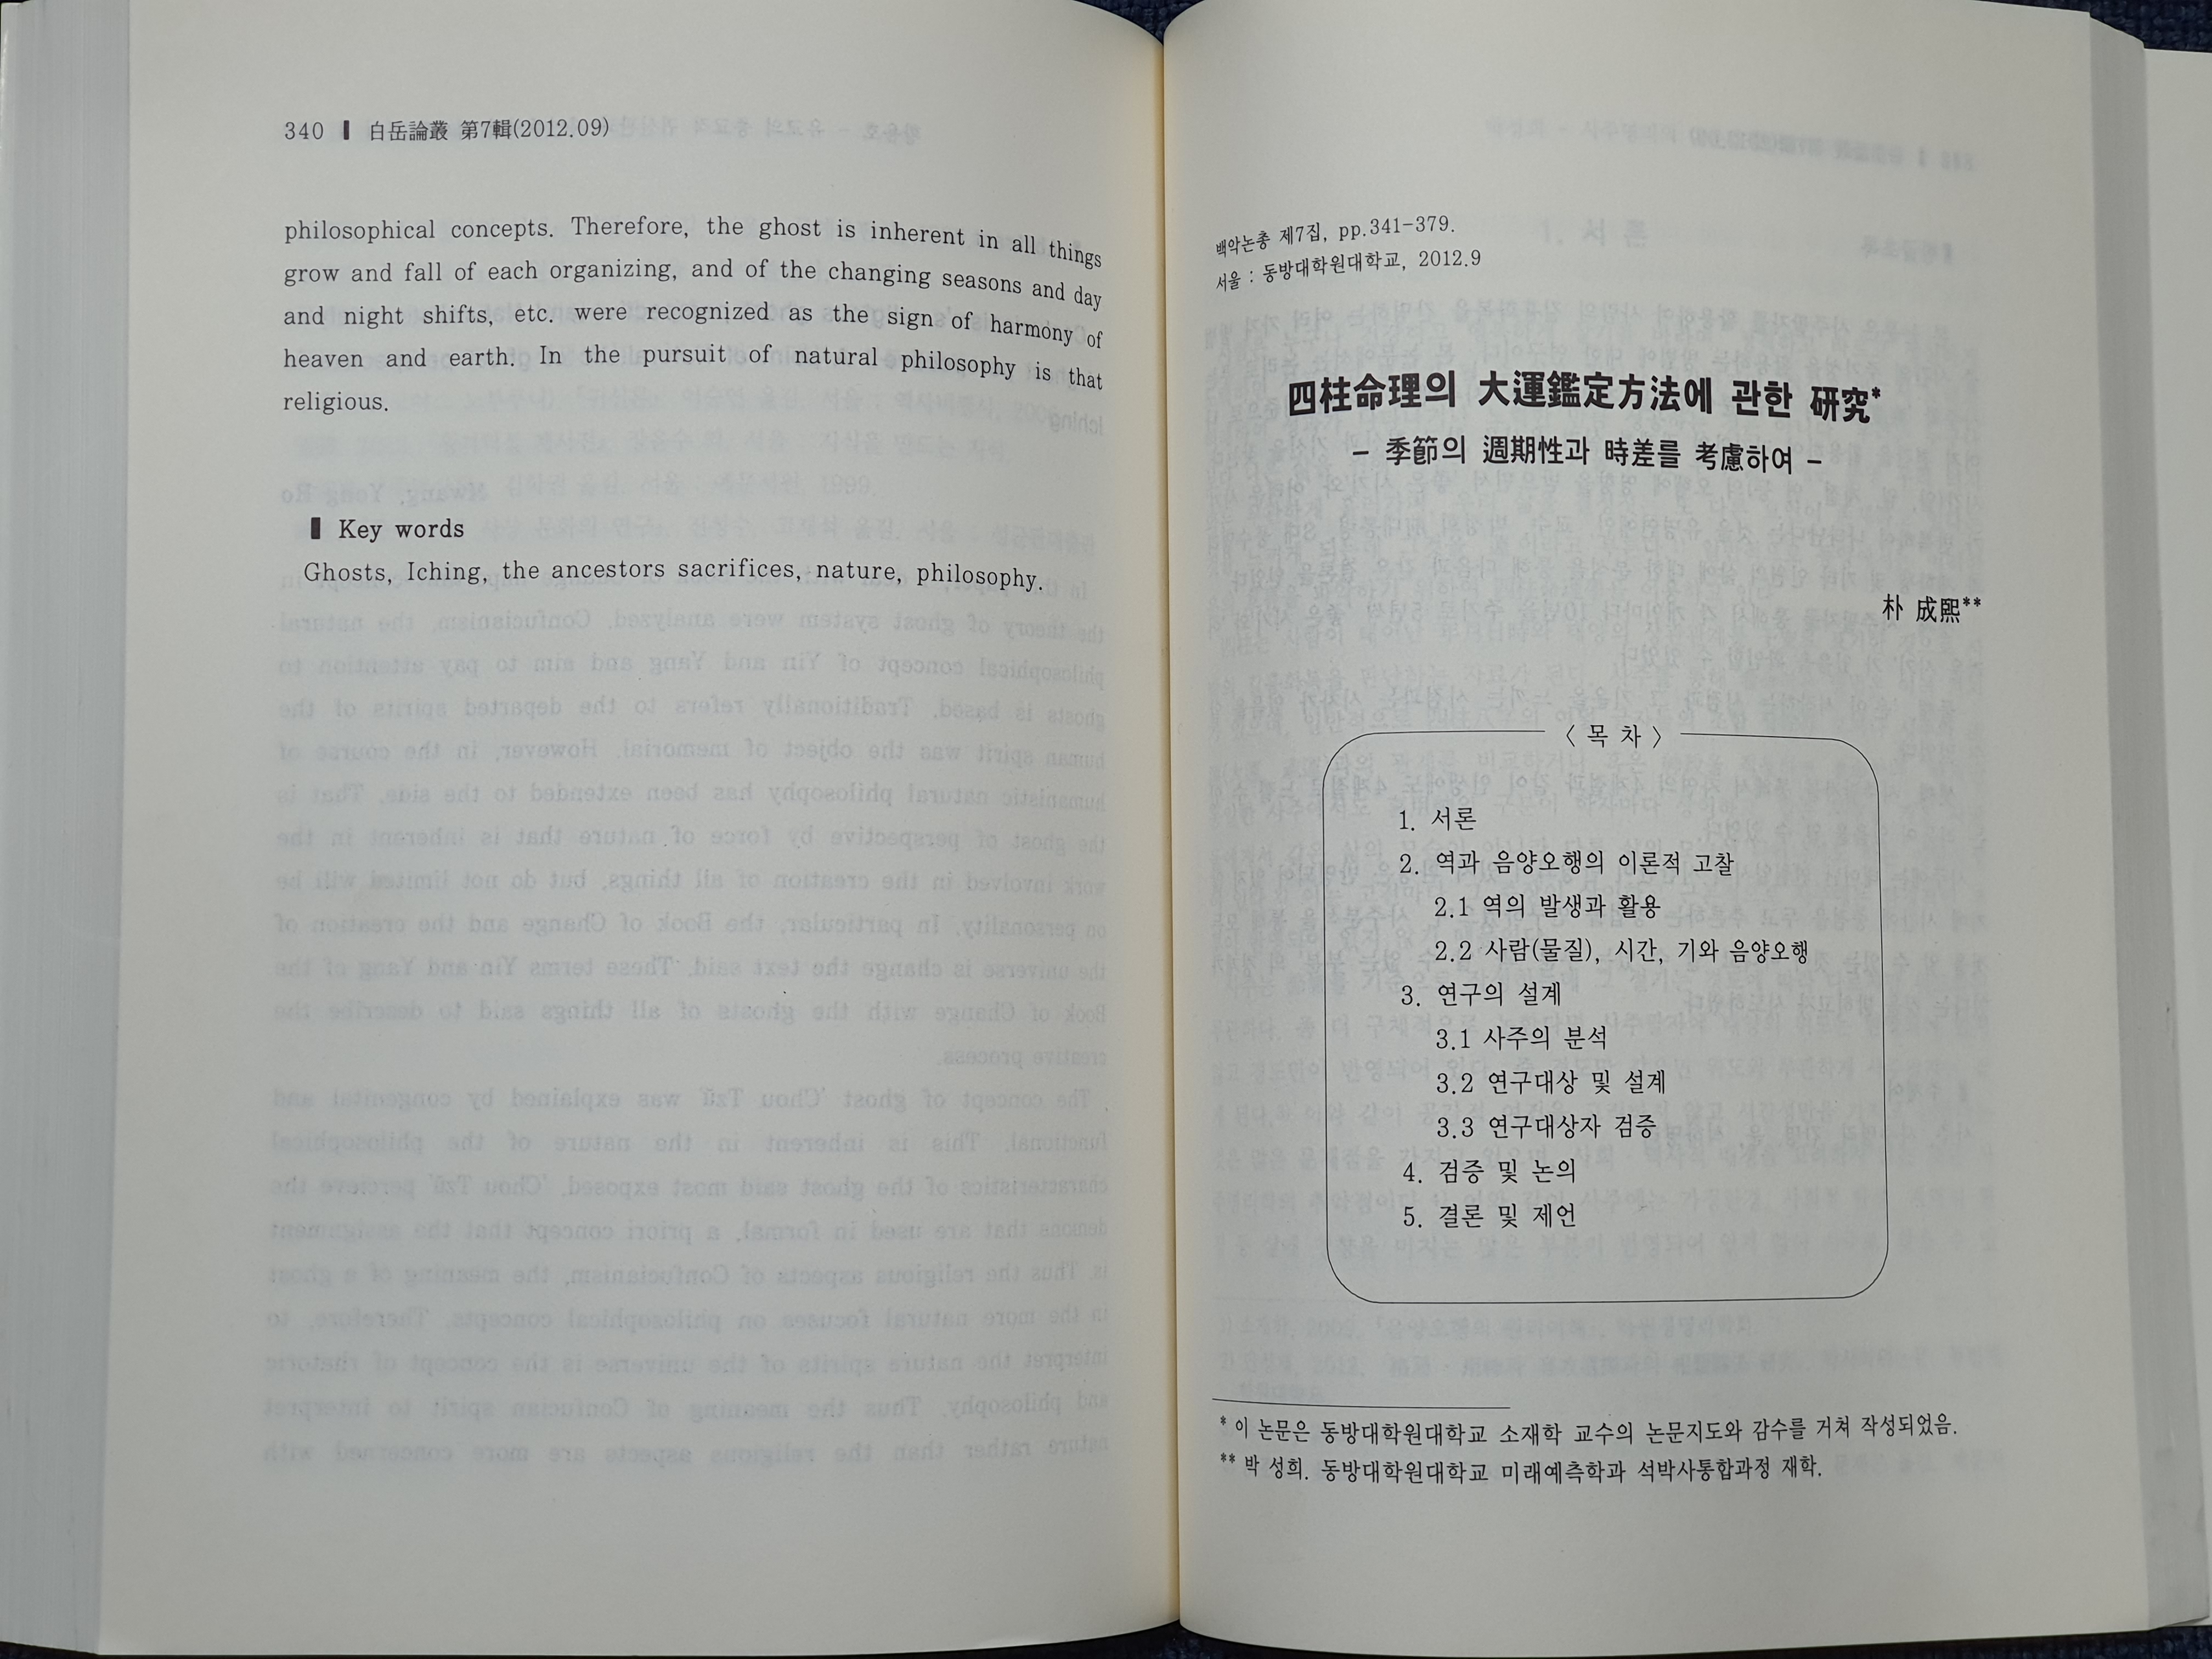 340 ▌ 白岳論叢 第7輯(2012.09)
philosophical concepts. Therefore, the ghost is inherent in all things
grow and fall of each organizing, and of the changing seasons and day
and night shifts, etc. were recognized as the sign of harmony of
heaven and earth. In the pursuit of natural philosophy is that
religious.
▌ Key words
Ghosts, Iching, the ancestors sacrifices, nature, philosophy.
백악논총 제7집, pp.341-379.
서울 : 동방대학원대학교, 2012.9
四柱命理의 大運鑑定方法에 관한 研究*
- 季節의 週期性과 時差를 考慮하여 -
朴 成熙**
〈 목 차 〉
1. 서론
2. 역과 음양오행의 이론적 고찰
2.1 역의 발생과 활용
2.2 사람(물질), 시간, 기와 음양오행
3. 연구의 설계
3.1 사주의 분석
3.2 연구대상 및 설계
3.3 연구대상자 검증
4. 검증 및 논의
5. 결론 및 제언
* 이 논문은 동방대학원대학교 소재학 교수의 논문지도와 감수를 거쳐 작성되었음.
** 박 성희. 동방대학원대학교 미래예측학과 석박사통합과정 재학.